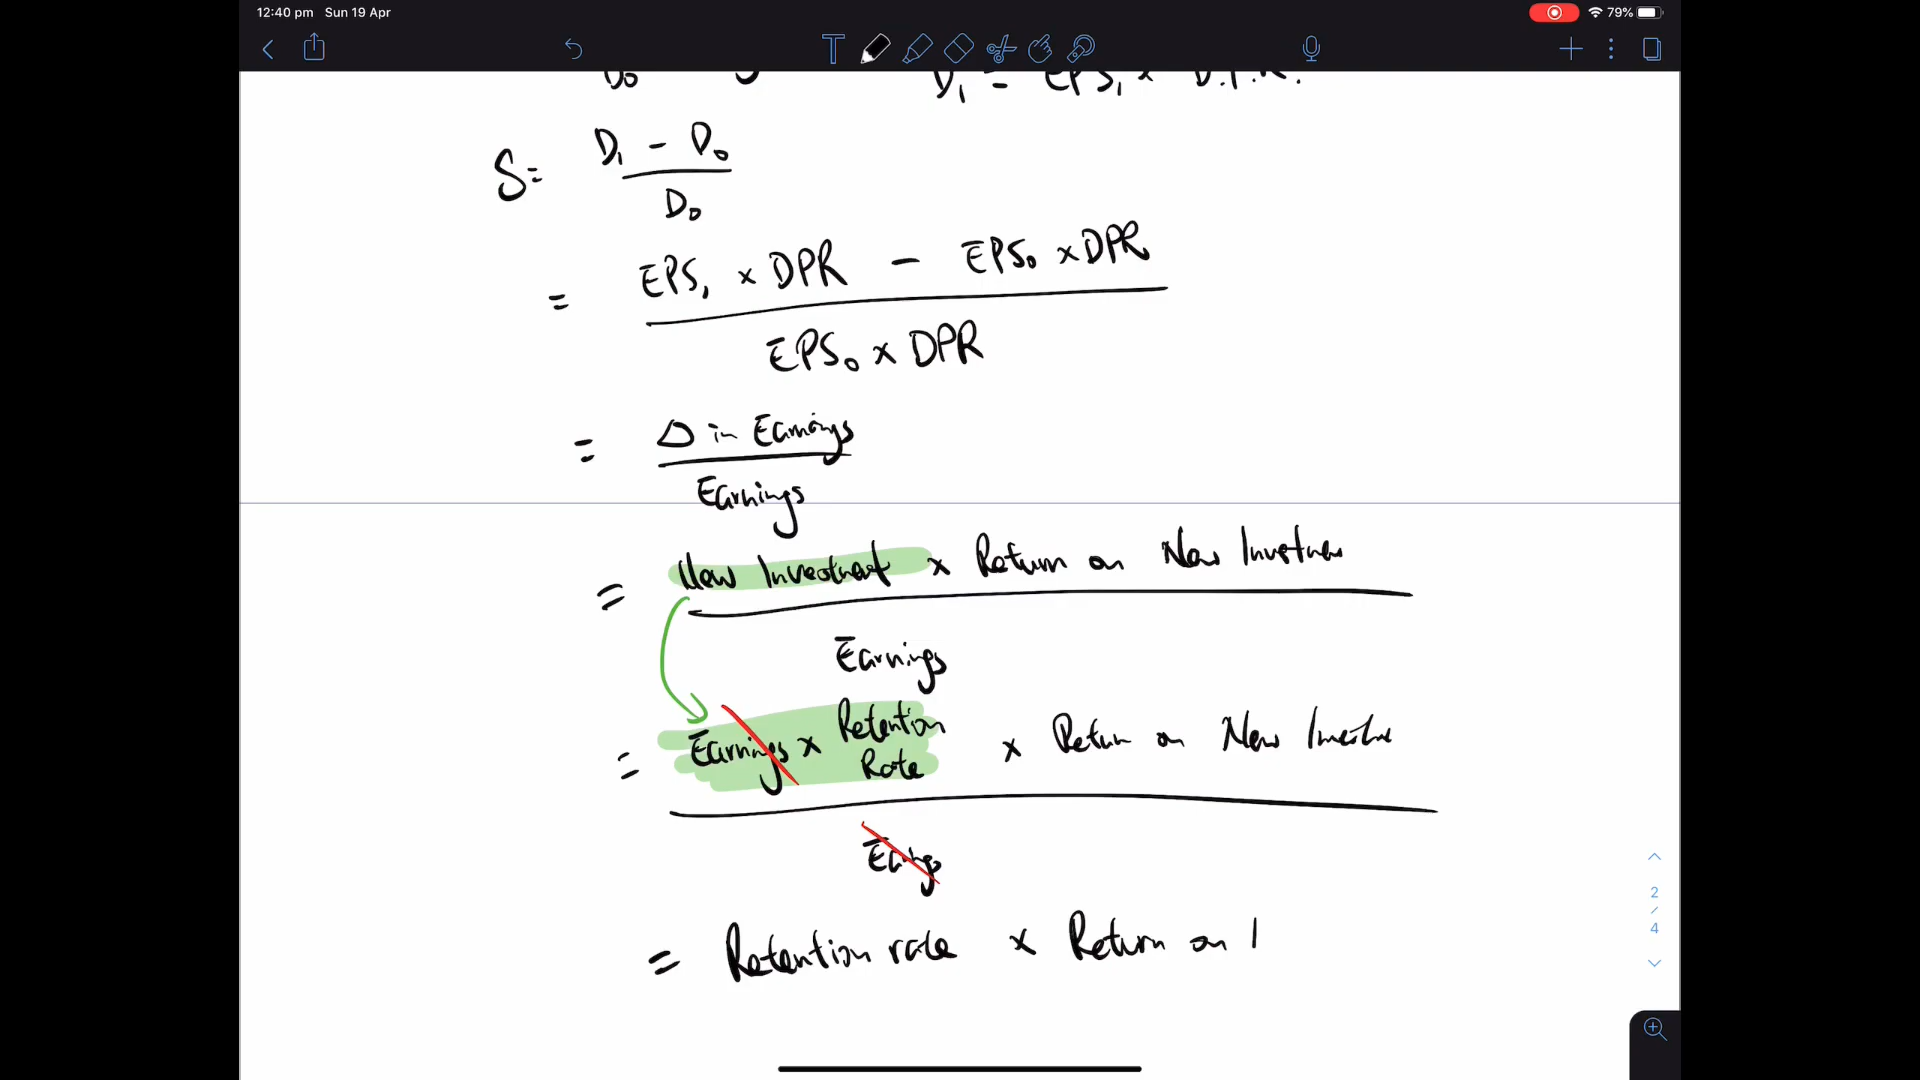 12:40 pm Sun 19 Apr 79%
T
D₁ = EPS₁ × D.P.R.
D₁ - D₀
D₀
= EPS₁ × DPR - EPS₀ × DPR
EPS₀ × DPR
= Δ in Earnings
Earnings
= New Investment × Return on New
Earnings
= Earnings × Retention Rate × Return on New
Earnings
2
/
4
= Retention rate × Return on